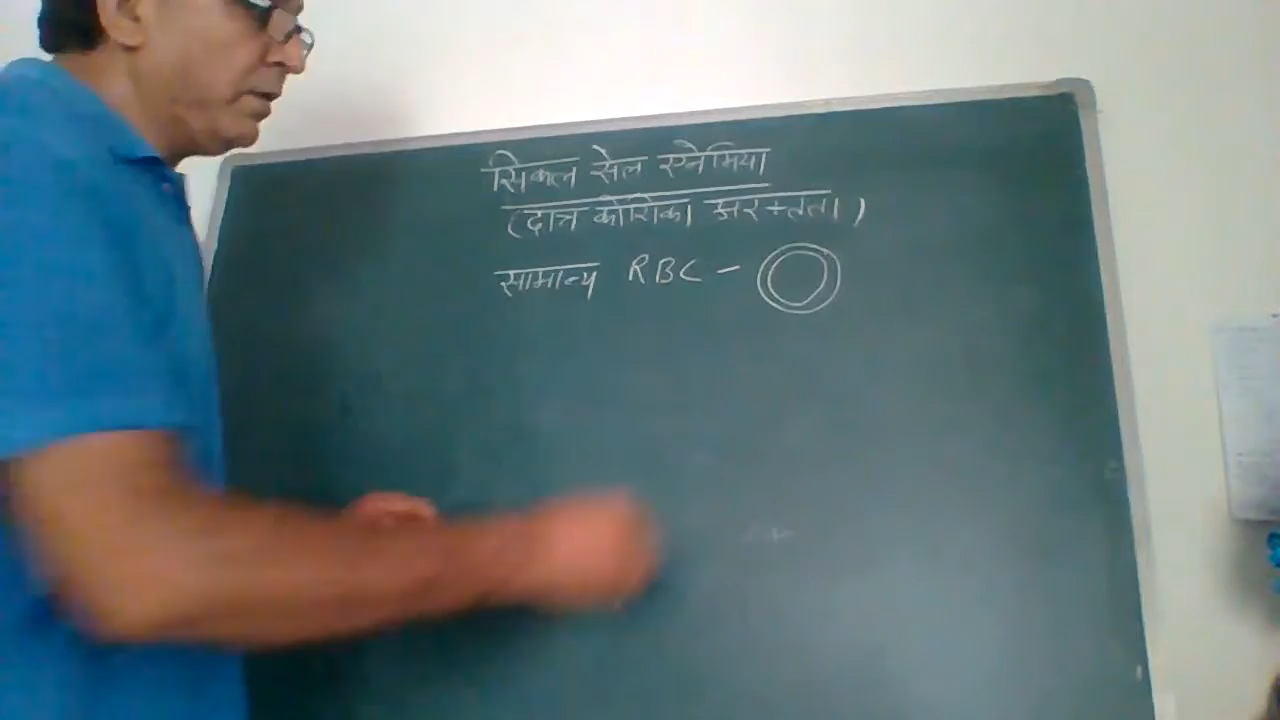 सिकल सेल एनेमिया
(दात्र कोशिका अरक्तता)
सामान्य RBC -